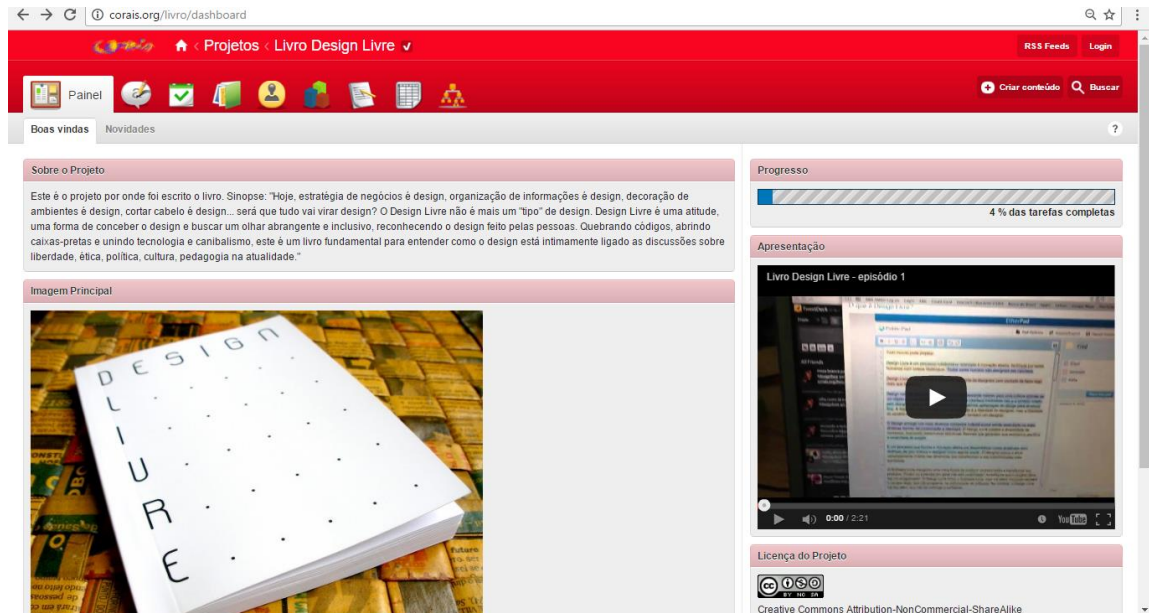 corais.org/livro/dashboard
Corais
Projetos
Livro Design Livre
RSS Feeds
Login
Painel
Criar conteúdo
Buscar
Boas vindas
Novidades
?
Sobre o Projeto
Este é o projeto por onde foi escrito o livro. Sinopse: "Hoje, estratégia de negócios é design, organização de informações é design, decoração de
ambientes é design, cortar cabelo é design... será que tudo vai virar design? O Design Livre não é mais um "tipo" de design. Design Livre é uma atitude,
uma forma de conceber o design e buscar um olhar abrangente e inclusivo, reconhecendo o design feito pelas pessoas. Quebrando códigos, abrindo
caixas-pretas e unindo tecnologia e canibalismo, este é um livro fundamental para entender como o design está intimamente ligado as discussões sobre
liberdade, ética, política, cultura, pedagogia na atualidade."
Imagem Principal
DESIGN
LIVRE
Progresso
4 % das tarefas completas
Apresentação
Livro Design Livre - episódio 1
0:00 / 2:21
YouTube
Licença do Projeto
cc
BY NC SA
Creative Commons Attribution-NonCommercial-ShareAlike